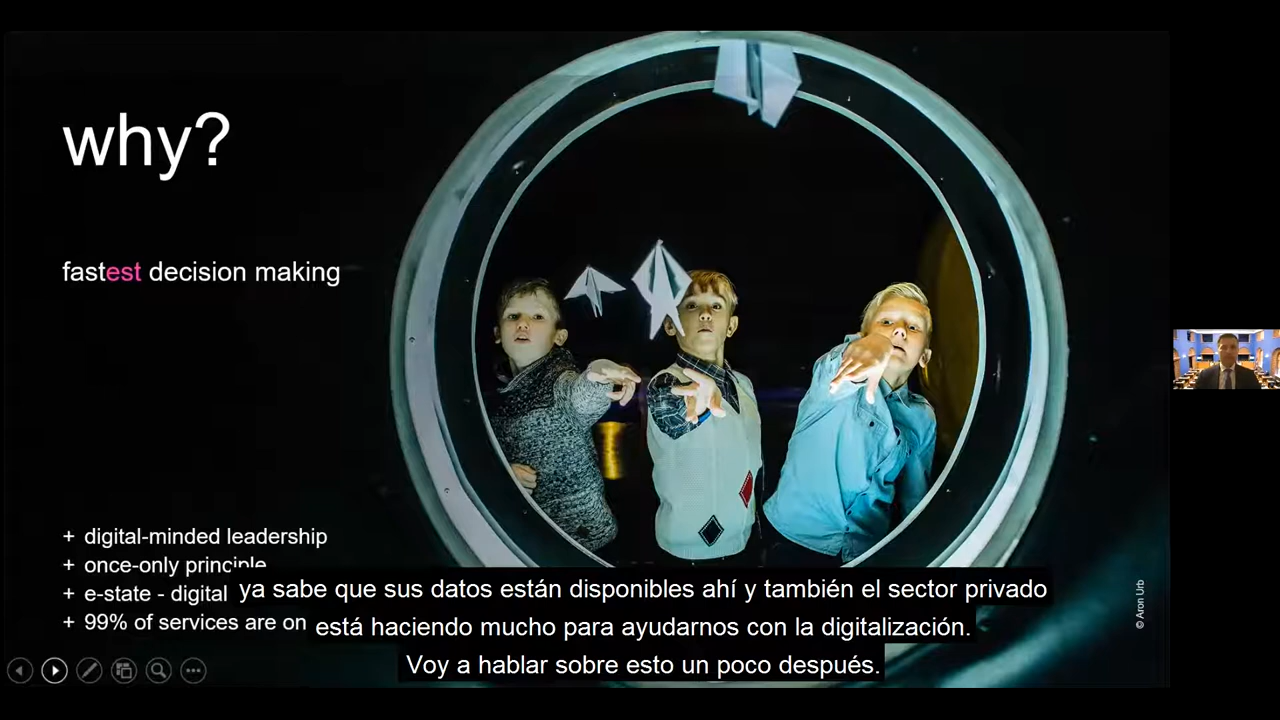 why?
fastest decision making
+ digital-minded leadership
+ once-only principle
+ e-state - digital
+ 99% of services are on
ya sabe que sus datos están disponibles ahí y también el sector privado
está haciendo mucho para ayudarnos con la digitalización.
Voy a hablar sobre esto un poco después.
© Aron Urb